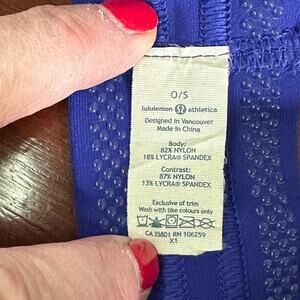 O/S
lululemon athletica
Designed in Vancouver
Made in China
Body:
82% NYLON
18% LYCRA® SPANDEX
Contrast:
87% NYLON
13% LYCRA® SPANDEX
Exclusive of trim
Wash with like colours only
CA 35801 RN 106259
X1